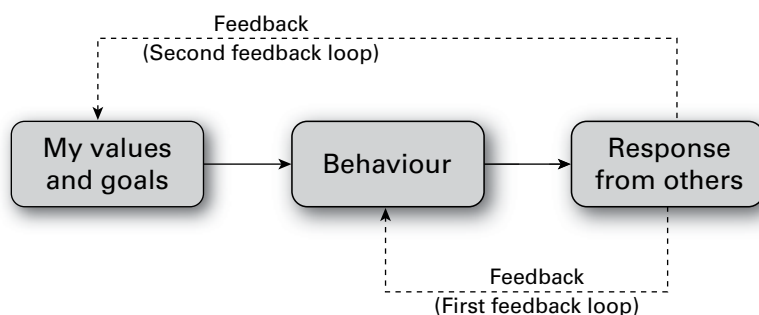 Feedback
(Second feedback loop)
My values
and goals
Behaviour
Response
from others
Feedback
(First feedback loop)